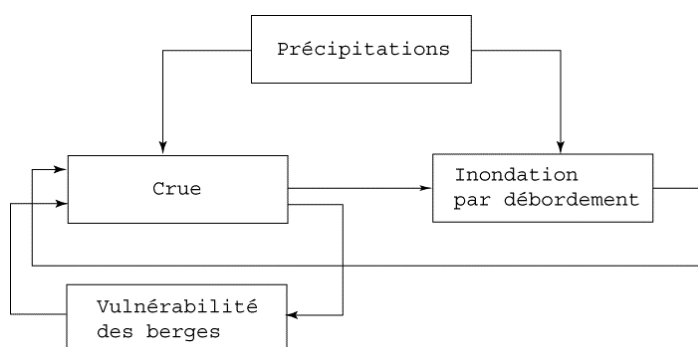 Précipitations
Crue
Inondation
par débordement
Vulnérabilité
des berges